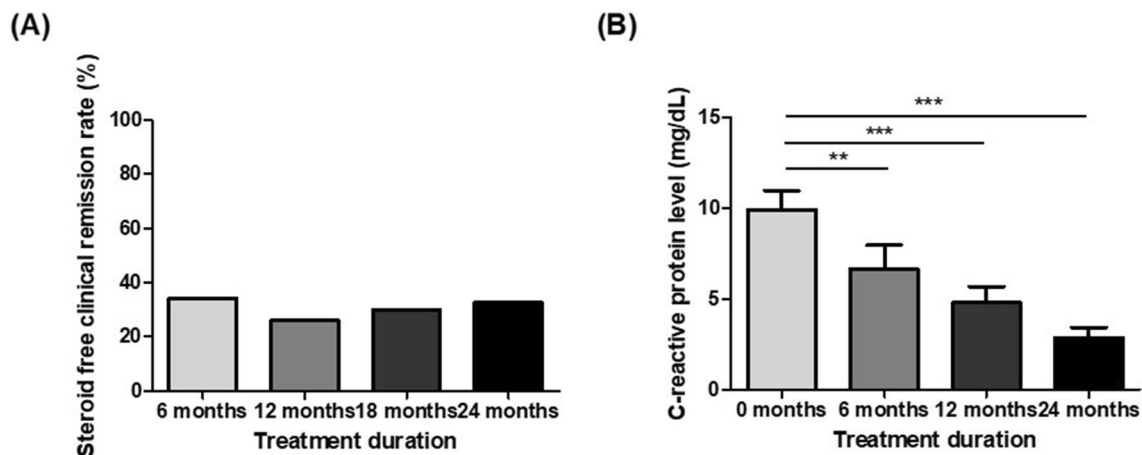 (A)
Steroid free clinical remission rate (%)
100
80
60
40
20
0
6 months 12 months 18 months 24 months
Treatment duration
(B)
C-reactive protein level (mg/dL)
***
***
**
15
10
5
0
0 months 6 months 12 months 24 months
Treatment duration